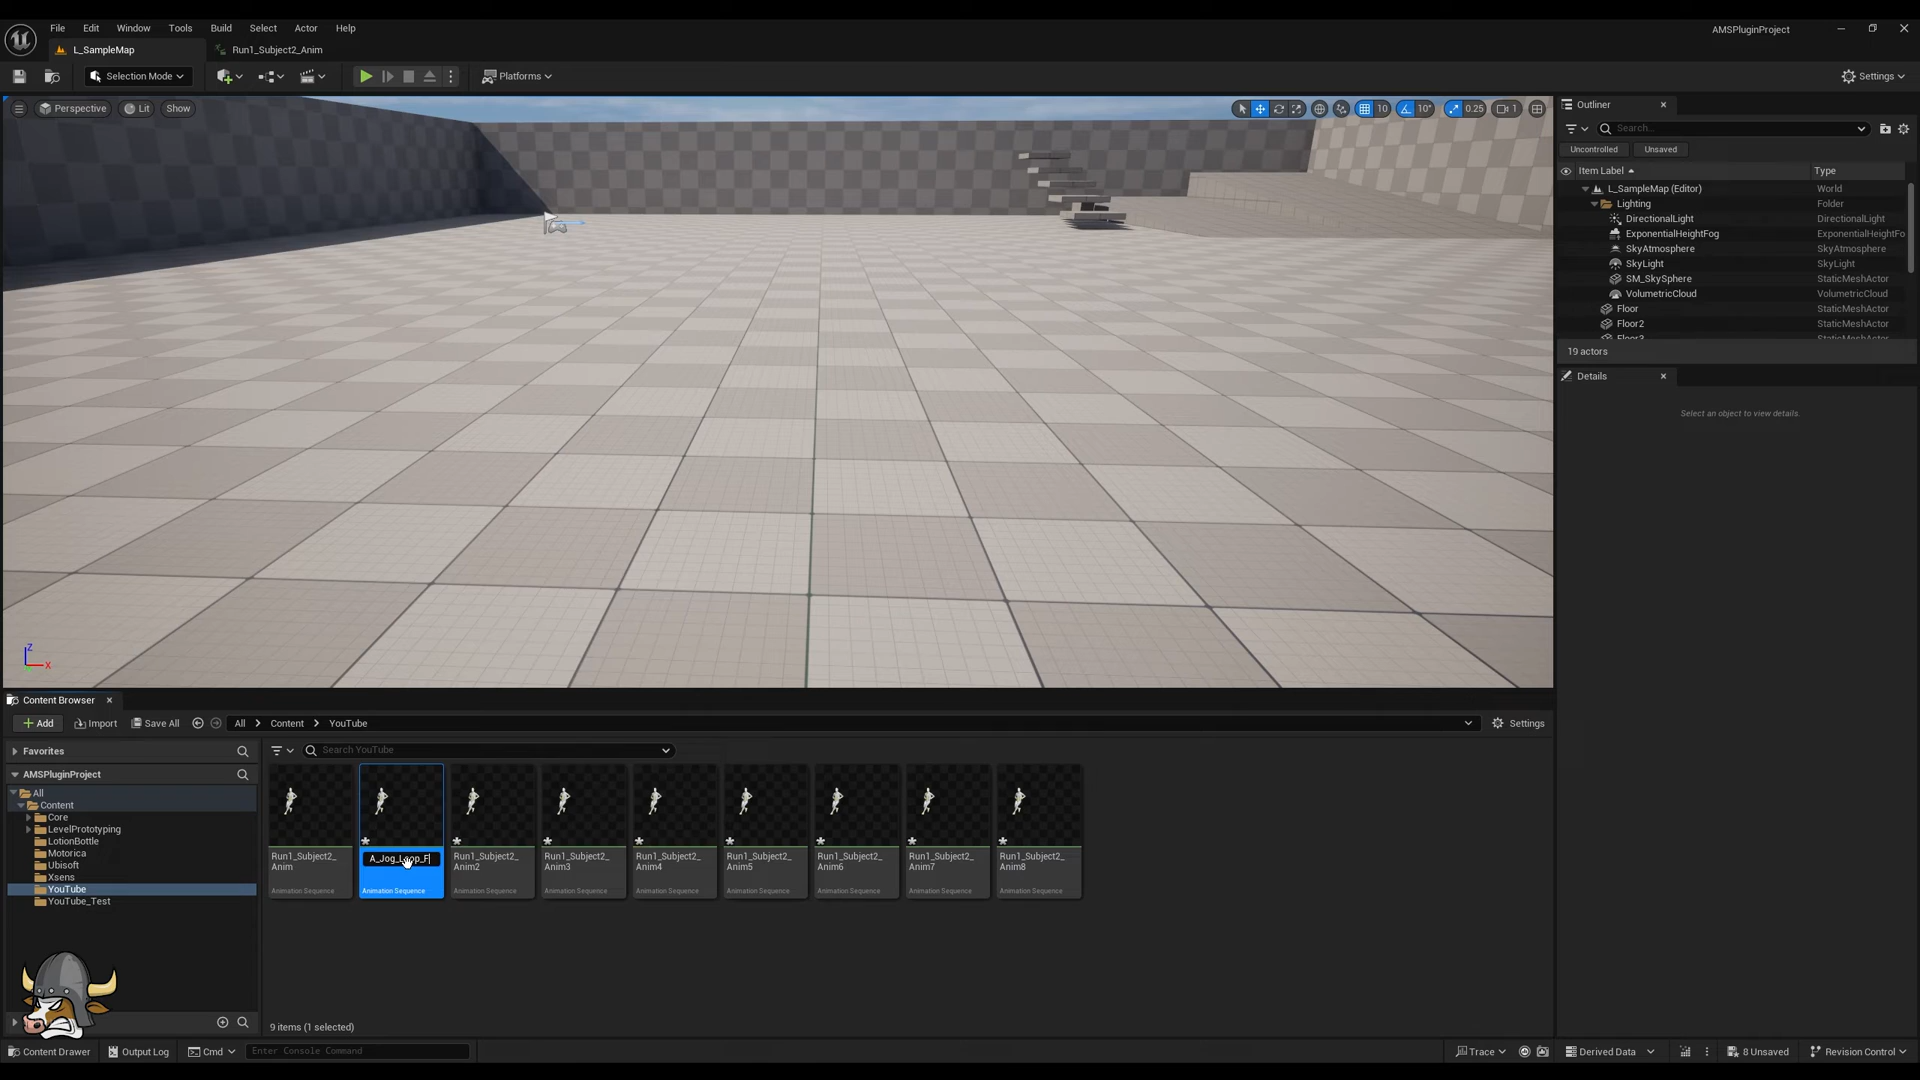 File Edit Window Tools Build Select Actor Help
AMSPluginProject
L_SampleMap
Run1_Subject2_Anim
Selection Mode
Platforms
Settings
Perspective
Lit
Show
10
10°
0.25
1
Outliner
Search...
Uncontrolled
Unsaved
Item Label
Type
L_SampleMap (Editor)
World
Lighting
Folder
DirectionalLight
DirectionalLight
ExponentialHeightFog
ExponentialHeightFo
SkyAtmosphere
SkyAtmosphere
SkyLight
SkyLight
SM_SkySphere
StaticMeshActor
VolumetricCloud
VolumetricCloud
Floor
StaticMeshActor
Floor2
StaticMeshActor
Floor3
StaticMeshActor
19 actors
Details
Select an object to view details.
Z
X
Content Browser
Add
Import
Save All
All
Content
YouTube
Settings
Favorites
Search YouTube
AMSPluginProject
All
Content
Core
LevelPrototyping
LotionBottle
Motorica
Ubisoft
Xsens
YouTube
YouTube_Test
Run1_Subject2_
Anim
Animation Sequence
A_Jog_Loop_F
Animation Sequence
Run1_Subject2_
Anim2
Animation Sequence
Run1_Subject2_
Anim3
Animation Sequence
Run1_Subject2_
Anim4
Animation Sequence
Run1_Subject2_
Anim5
Animation Sequence
Run1_Subject2_
Anim6
Animation Sequence
Run1_Subject2_
Anim7
Animation Sequence
Run1_Subject2_
Anim8
Animation Sequence
9 items (1 selected)
Content Drawer
Output Log
Cmd
Enter Console Command
Trace
Derived Data
8 Unsaved
Revision Control